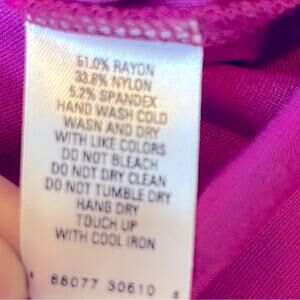 61.0% RAYON
33.8% NYLON
5.2% SPANDEX
HAND WASH COLD
WASN AND DRY
WITH LIKE COLORS
DO NOT BLEACH
DO NOT DRY CLEAN
DO NOT TUMBLE DRY
HANG DRY
TOUCH UP
WITH COOL IRON
88077 30610